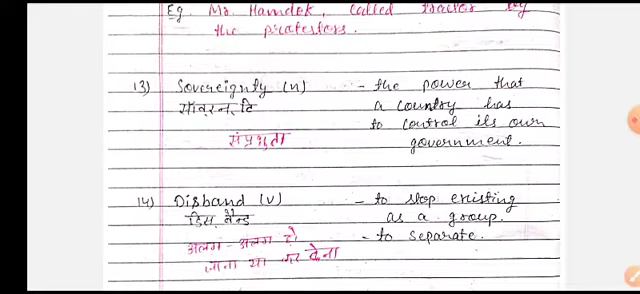 Eg. Mr. Hamdok, called traitor by
the protestors.
13) Sovereignty (n) - the power that
सॉवरन्टि a country has
to control its own
संप्रभुता government.
14) Disband (v) - to stop existing
डिसबैन्ड as a group.
अलग-अलग हो - to separate.
जाना या कर देना